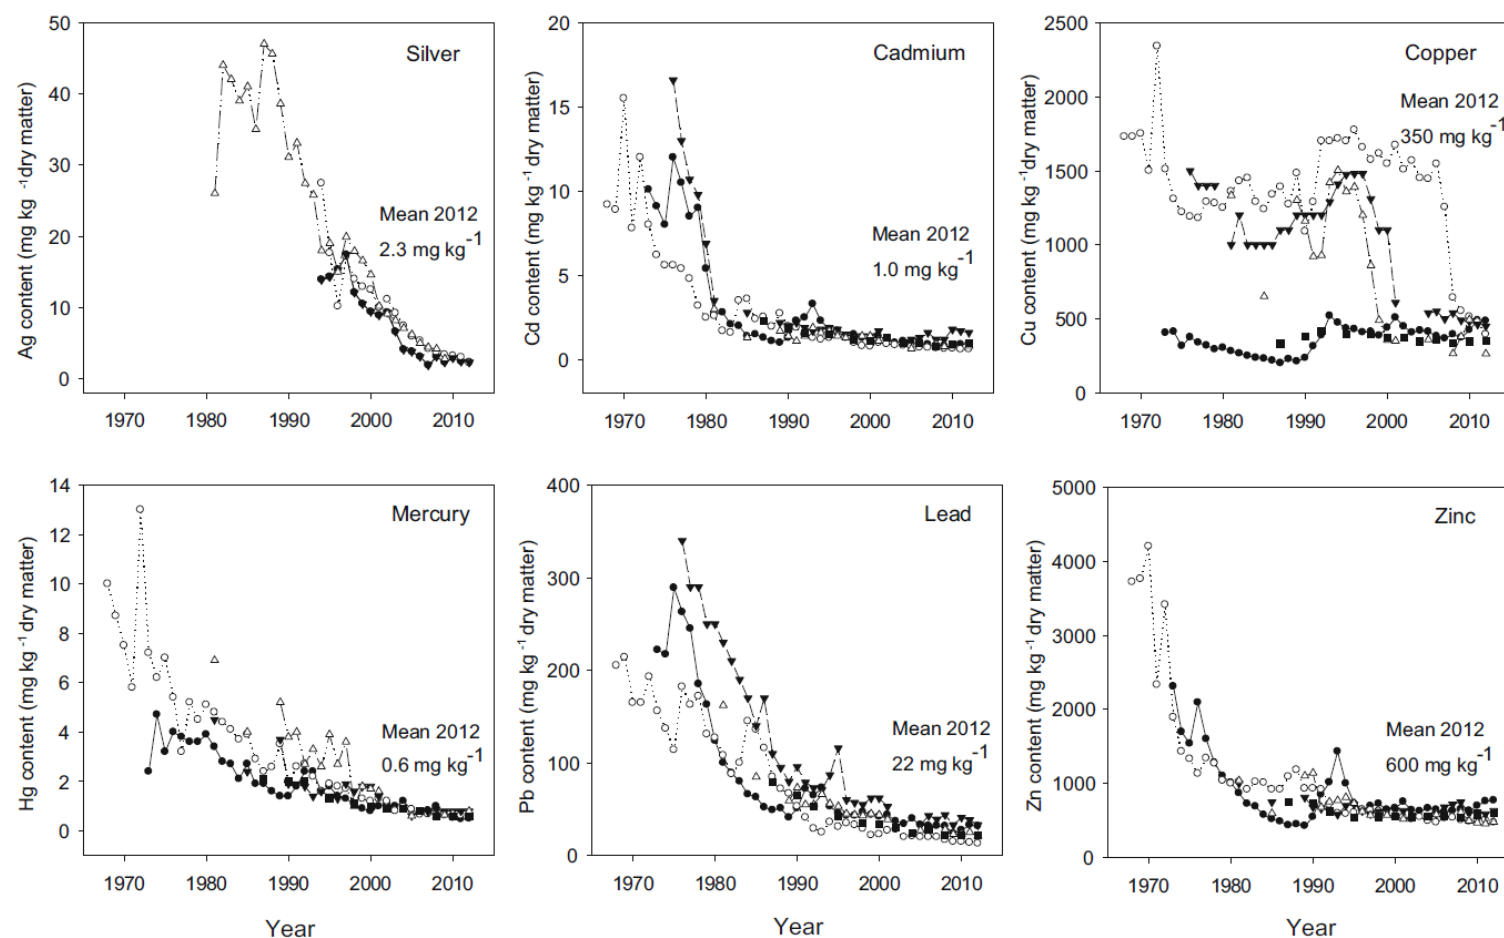 Silver
Mean 2012
2.3 mg kg-1
Ag content (mg kg -1dry matter)
50
40
30
20
10
0
1970 1980 1990 2000 2010
Cadmium
Mean 2012
1.0 mg kg-1
Cd content (mg kg -1dry matter)
20
15
10
5
0
1970 1980 1990 2000 2010
Copper
Mean 2012
350 mg kg-1
Cu content (mg kg -1dry matter)
2500
2000
1500
1000
500
0
1970 1980 1990 2000 2010
Mercury
Mean 2012
0.6 mg kg-1
Hg content (mg kg -1 dry matter)
14
12
10
8
6
4
2
0
1970 1980 1990 2000 2010
Year
Lead
Mean 2012
22 mg kg-1
Pb content (mg kg -1 dry matter)
400
300
200
100
0
1970 1980 1990 2000 2010
Year
Zinc
Mean 2012
600 mg kg-1
Zn content (mg kg -1 dry matter)
5000
4000
3000
2000
1000
0
1970 1980 1990 2000 2010
Year